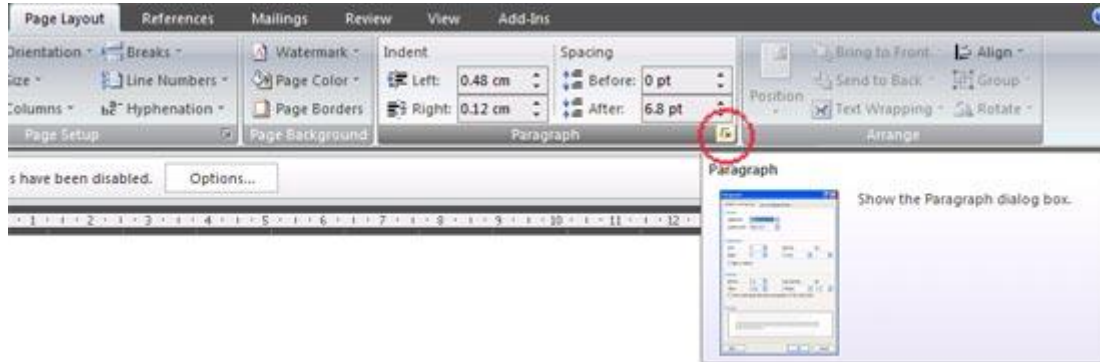 Page Layout References Mailings Review View Add-Ins
Orientation Breaks Watermark Indent Spacing Bring to Front Align
Size Line Numbers Page Color Left: 0.48 cm Before: 0 pt Position Send to Back Group
Columns Hyphenation Page Borders Right: 0.12 cm After: 6.8 pt Text Wrapping Rotate
Page Setup Page Background Paragraph Arrange
s have been disabled. Options...
Paragraph
Show the Paragraph dialog box.
1 2 3 4 5 6 7 8 9 10 11 12